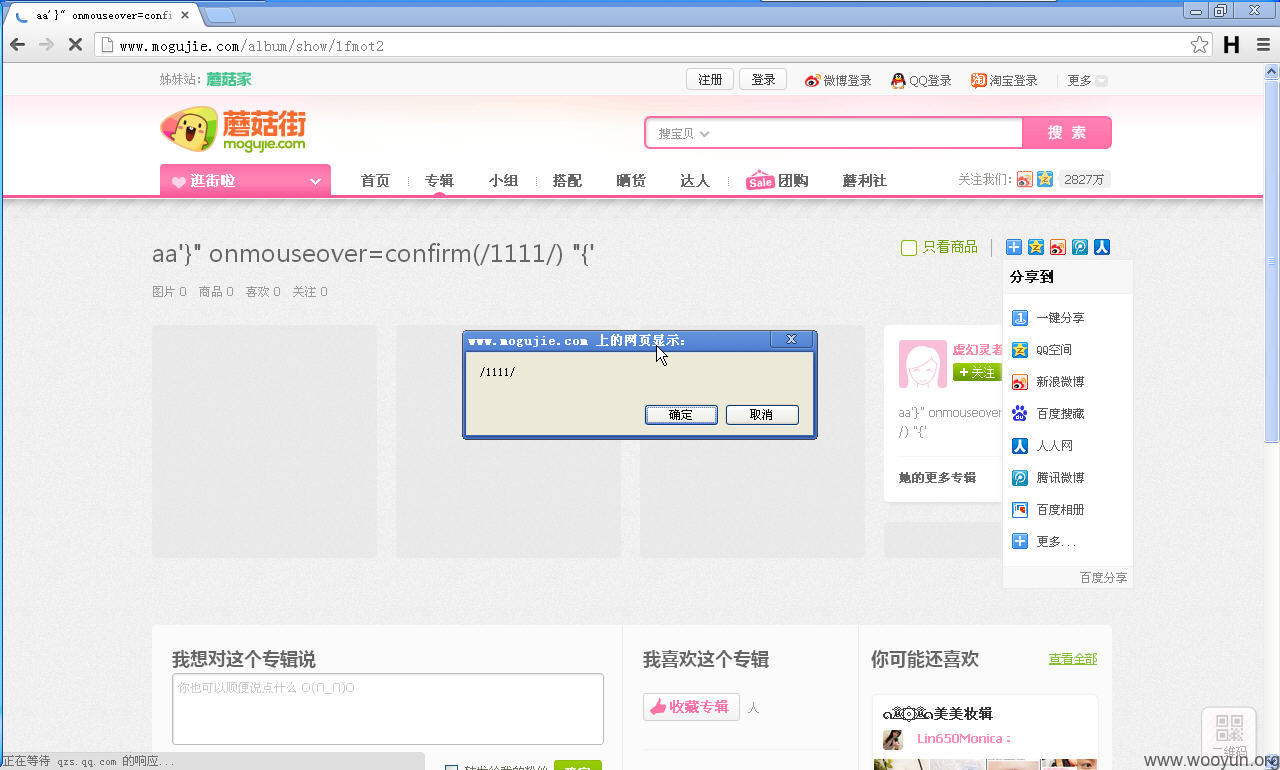 aa'}" onmouseover=confi
www.mogujie.com/album/show/1fmot2
姊妹站: 蘑菇家 注册 登录 微博登录 QQ登录 淘宝登录 更多
蘑菇街
mogujie.com
搜宝贝 搜 索
逛街啦 首页 专辑 小组 搭配 晒货 达人 Sale 团购 蘑利社 关注我们: 2827万
aa'}" onmouseover=confirm(/1111/) "{'
只看商品
图片 0 商品 0 喜欢 0 关注 0
分享到
一键分享
QQ空间
新浪微博
百度搜藏
人人网
腾讯微博
百度相册
更多...
百度分享
www.mogujie.com 上的网页显示:
/1111/
确定 取消
虚幻灵者
+ 关注
aa'}" onmouseover
/) "{'
她的更多专辑
我想对这个专辑说
你也可以顺便说点什么 O(∩_∩)O
我喜欢这个专辑
收藏专辑 人
你可能还喜欢 查看全部
美美妆辑
Lin650Monica：
二维码
正在等待 qzs.qq.com 的响应...
www.wooyun.org